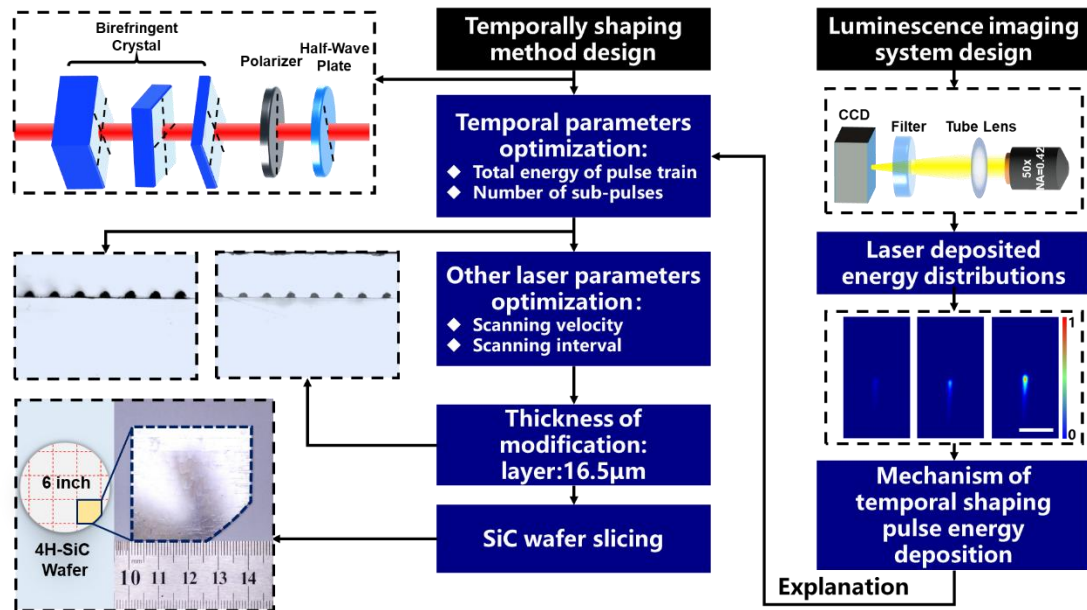 Birefringent
Crystal
Polarizer
Half-Wave
Plate
Temporally shaping
method design
Temporal parameters
optimization:
◆ Total energy of pulse train
◆ Number of sub-pulses
Other laser parameters
optimization:
◆ Scanning velocity
◆ Scanning interval
Thickness of
modification:
layer:16.5μm
SiC wafer slicing
6 inch
4H-SiC
Wafer
mm
10 11 12 13 14
Luminescence imaging
system design
CCD
Filter
Tube Lens
50x
NA=0.42
Laser deposited
energy distributions
1
0
Mechanism of
temporal shaping
pulse energy
deposition
Explanation